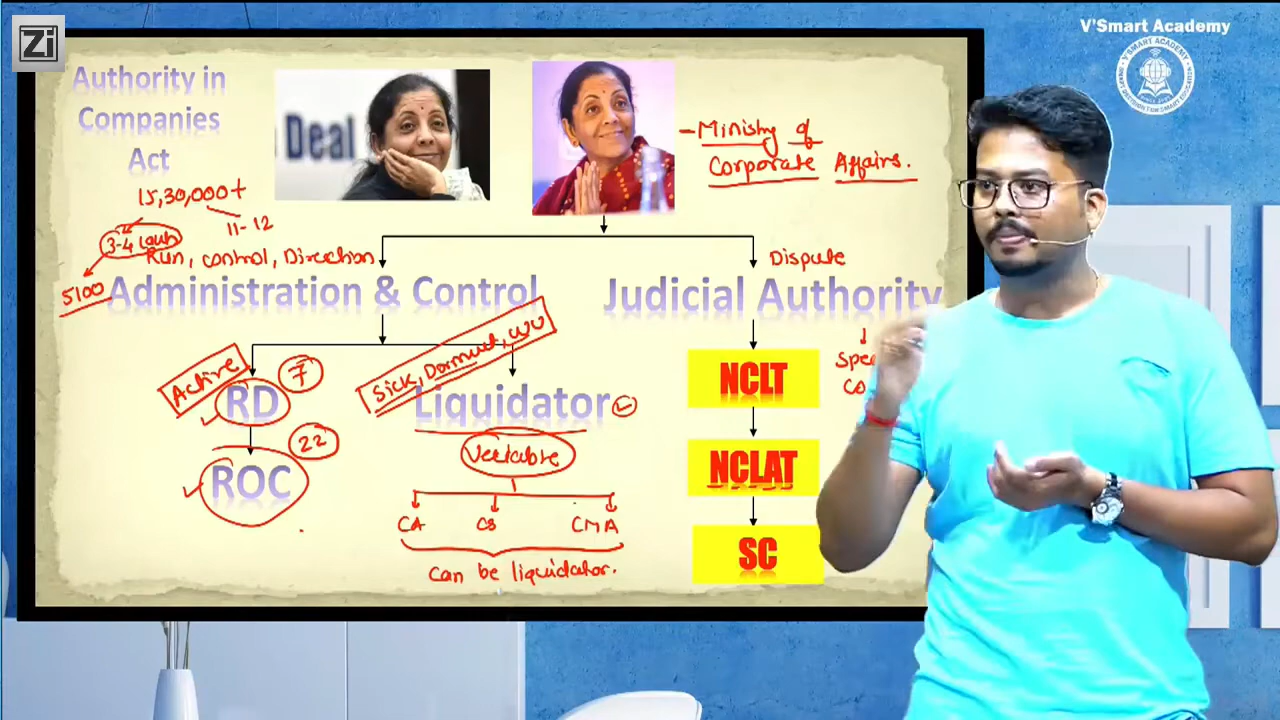 Zi
V'Smart Academy
Authority in
Companies
Act
15,30,000+
11-12
3-4 Lakh
5100
Deal
-Ministry of
Corporate Affairs.
Run, control, Direction
Dispute
Administration & Control
Judicial Authority
Active
RD
7
ROC
22
Sick, Dormant, WU
Liquidator
Variable
CA CS CMA
Can be liquidator.
NCLT
NCLAT
SC